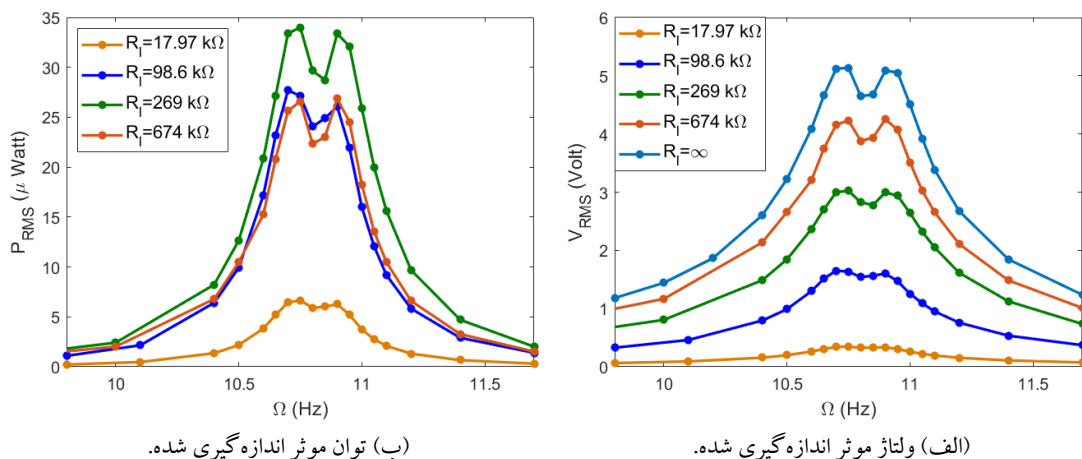 35
30
25
20
15
10
5
0
P_RMS (μ Watt)
R_l=17.97 kΩ
R_l=98.6 kΩ
R_l=269 kΩ
R_l=674 kΩ
10 10.5 11 11.5
Ω (Hz)
(ب) توان موثر اندازه‌گیری شده.
6
5
4
3
2
1
0
V_RMS (Volt)
R_l=17.97 kΩ
R_l=98.6 kΩ
R_l=269 kΩ
R_l=674 kΩ
R_l=∞
10 10.5 11 11.5
Ω (Hz)
(الف) ولتاژ موثر اندازه‌گیری شده.